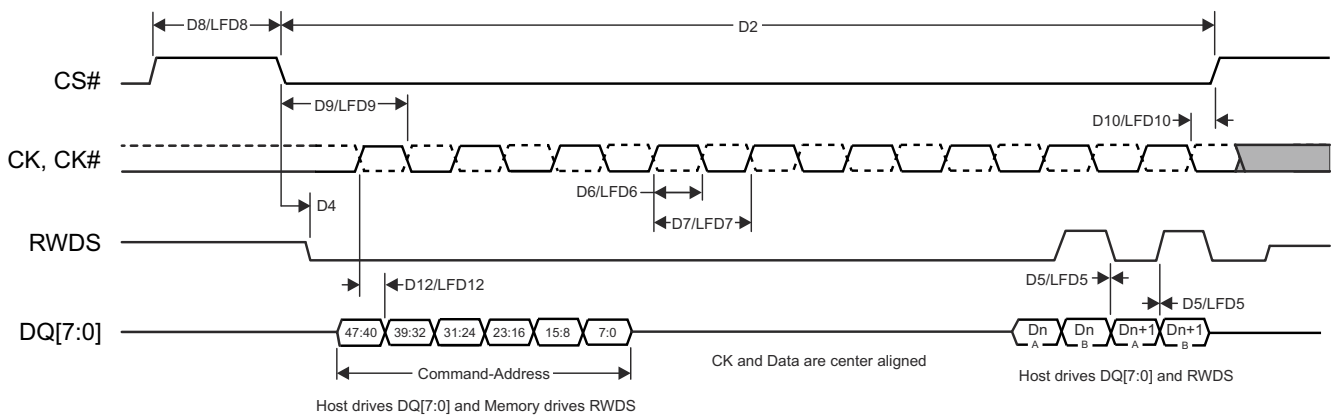 D8/LFD8
D2
CS#
D9/LFD9
D10/LFD10
CK, CK#
D6/LFD6
D4
D7/LFD7
RWDS
D12/LFD12
D5/LFD5
D5/LFD5
DQ[7:0]
47:40 39:32 31:24 23:16 15:8 7:0
Dn A Dn B Dn+1 A Dn+1 B
CK and Data are center aligned
Command-Address
Host drives DQ[7:0] and RWDS
Host drives DQ[7:0] and Memory drives RWDS